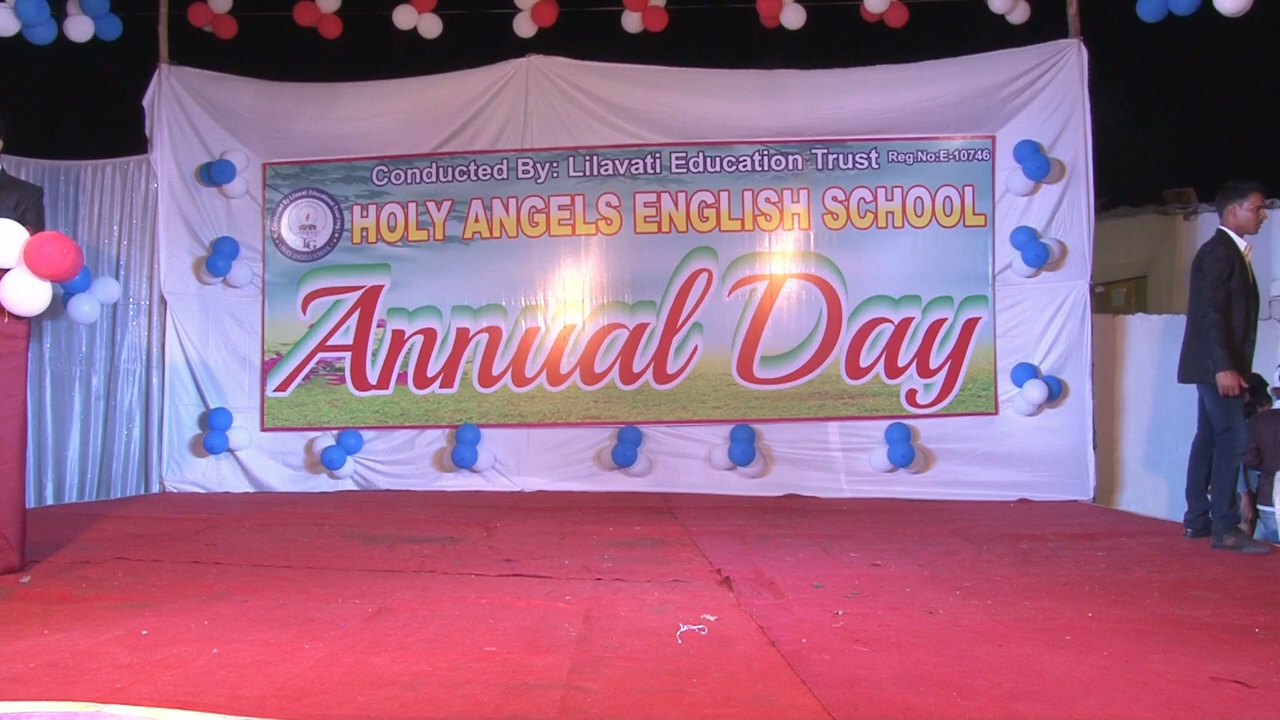 Conducted By: Lilavati Education Trust Reg.No:E-10746
HOLY ANGELS ENGLISH SCHOOL
Annual Day